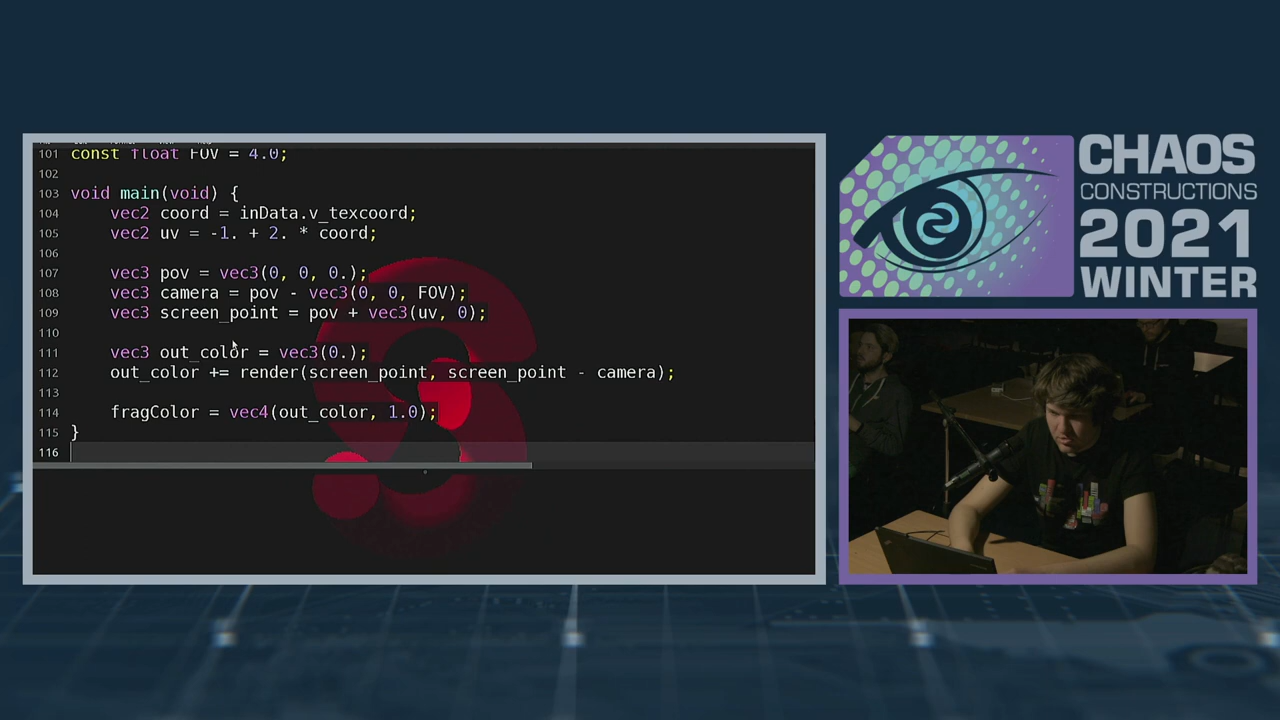 101 const float FOV = 4.0;
102
103 void main(void) {
104     vec2 coord = inData.v_texcoord;
105     vec2 uv = -1. + 2. * coord;
106
107     vec3 pov = vec3(0, 0, 0.);
108     vec3 camera = pov - vec3(0, 0, FOV);
109     vec3 screen_point = pov + vec3(uv, 0);
110
111     vec3 out_color = vec3(0.);
112     out_color += render(screen_point, screen_point - camera);
113
114     fragColor = vec4(out_color, 1.0);
115 }
116
CHAOS
CONSTRUCTIONS
2021
WINTER